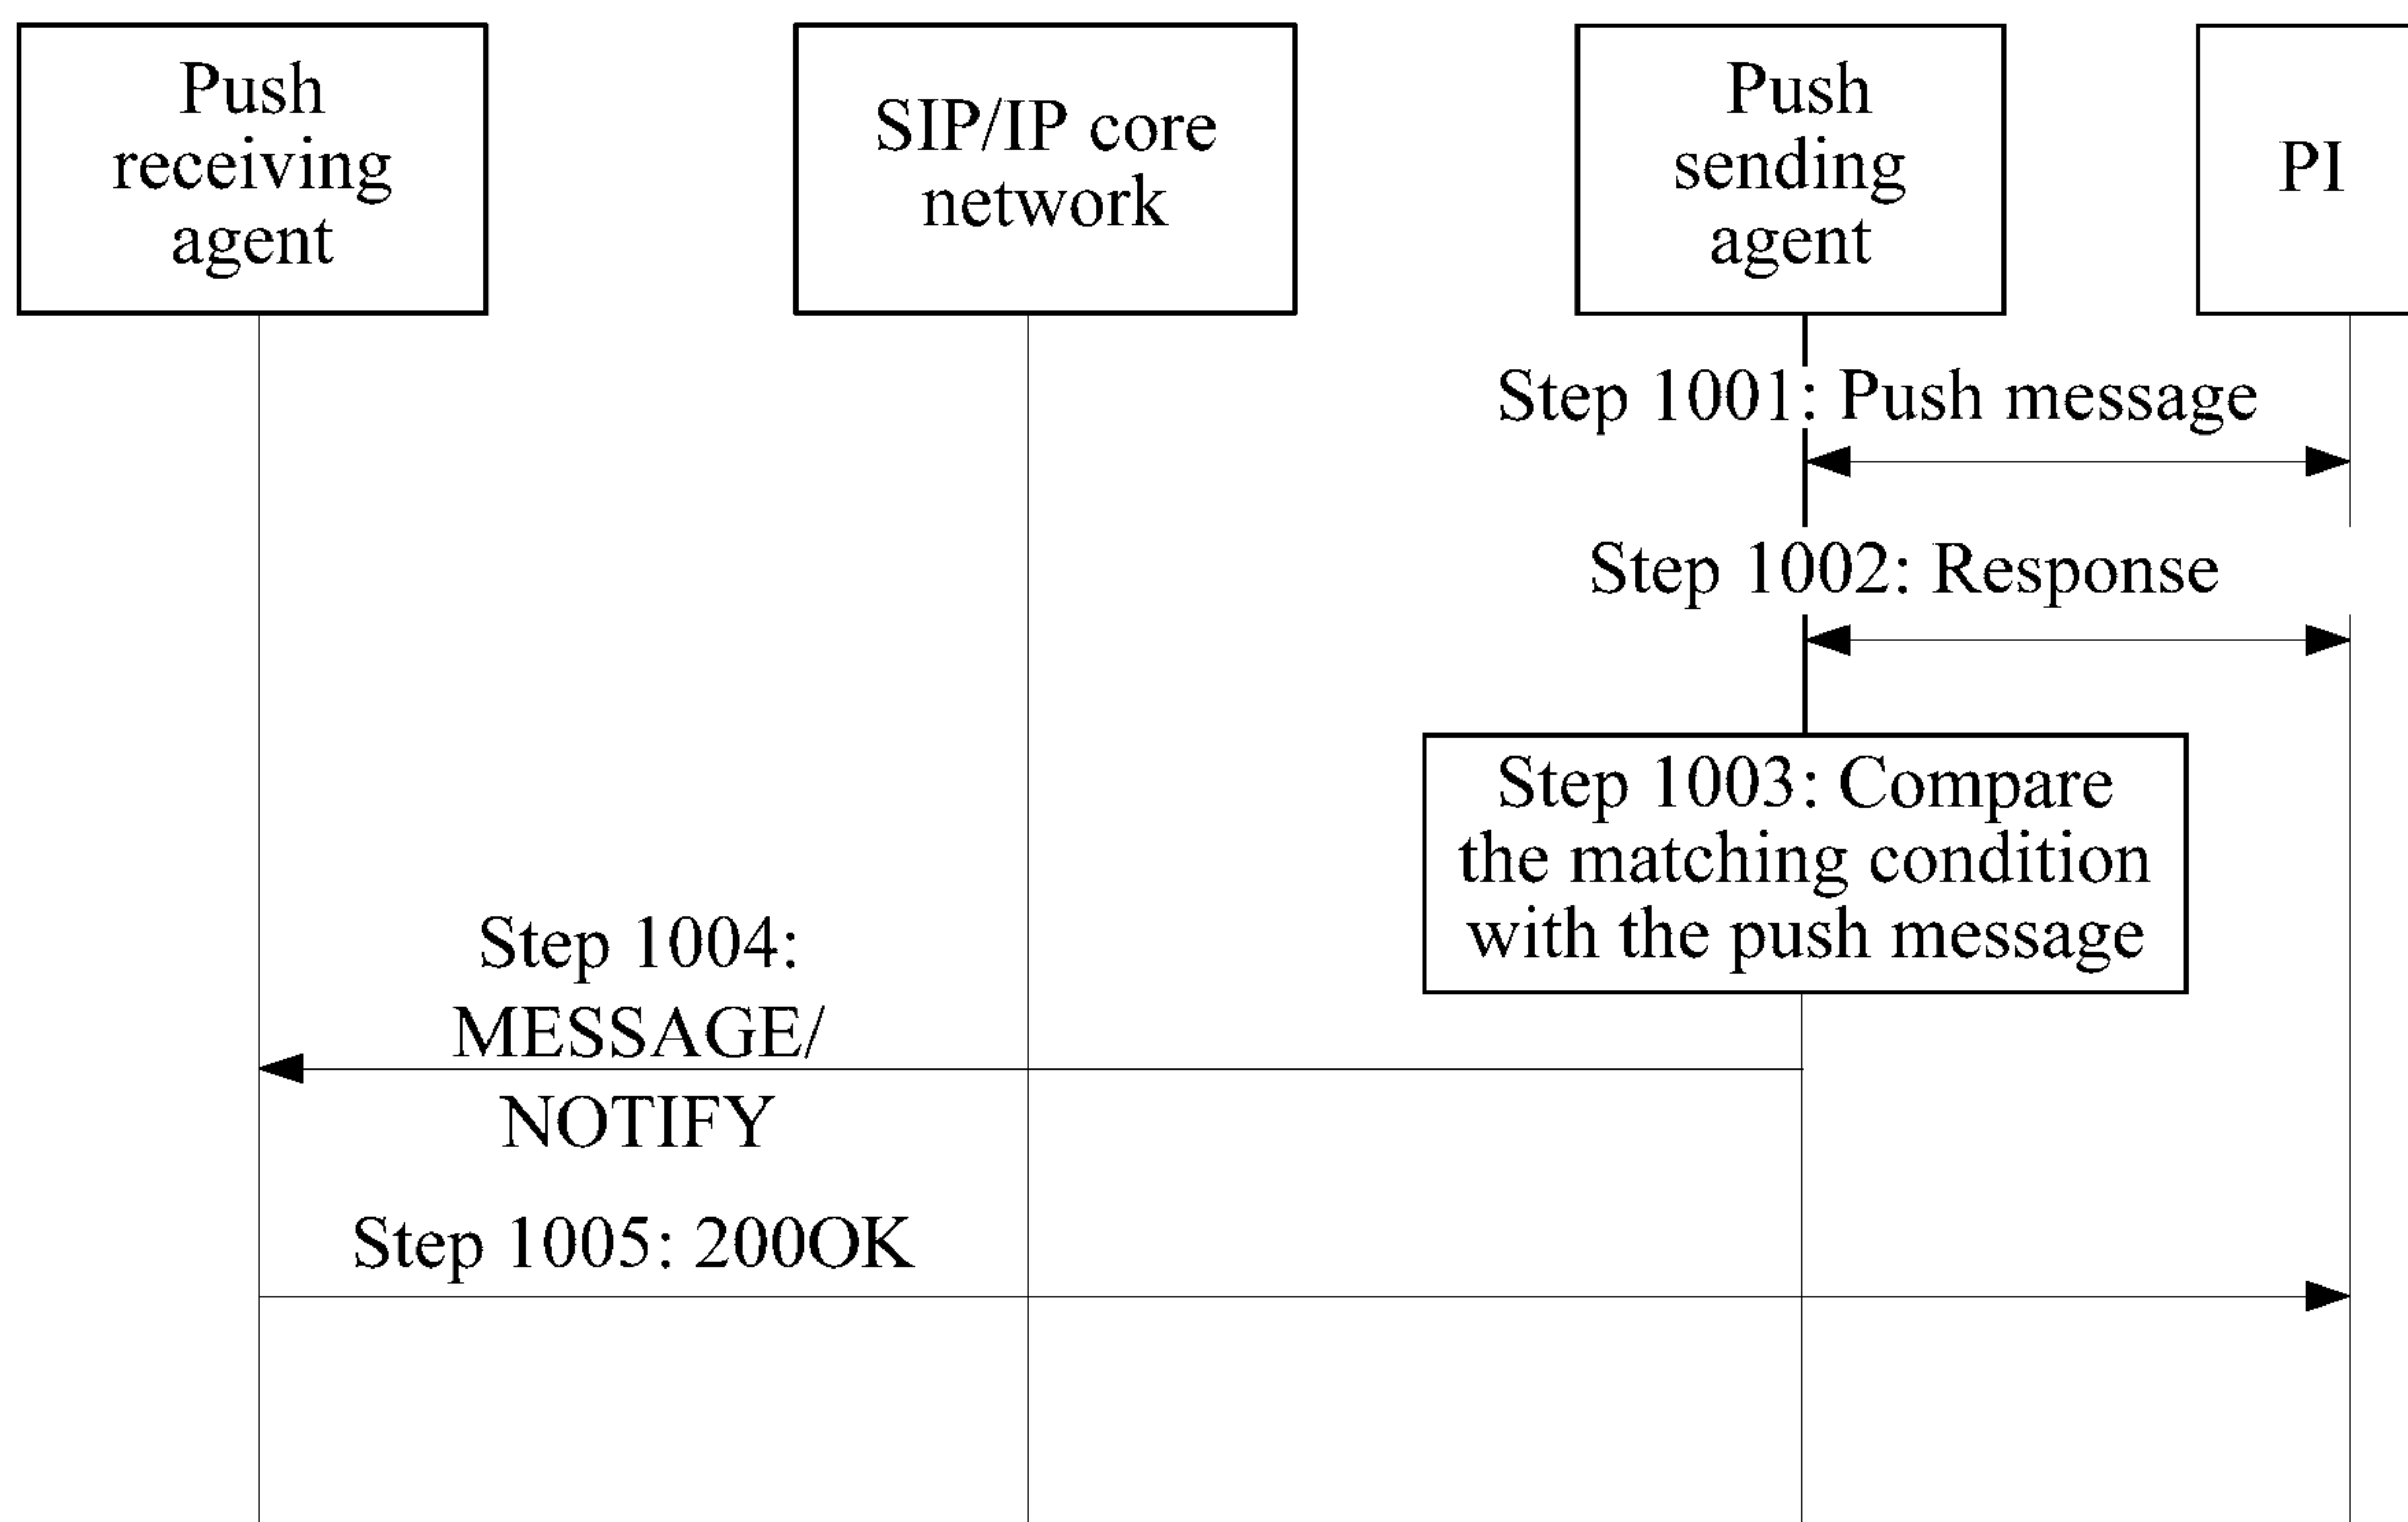 Push
receiving
agent
SIP/IP core
network
Push
sending
agent
PI
Step 1001: Push message
Step 1002: Response
Step 1003: Compare
the matching condition
with the push message
Step 1004:
MESSAGE/
NOTIFY
Step 1005: 200OK